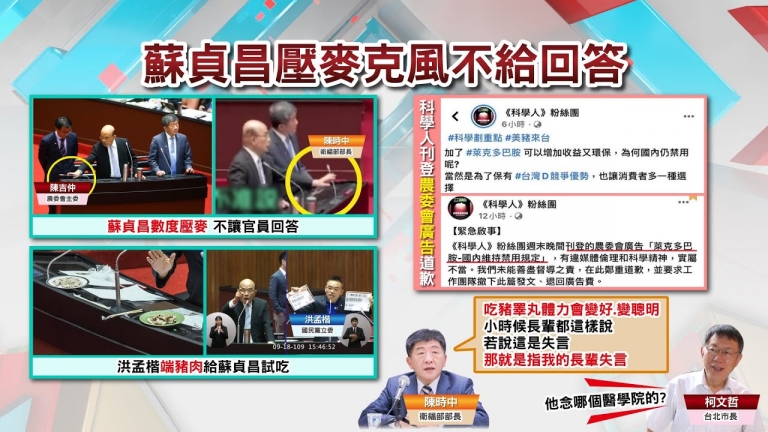 蘇貞昌壓麥克風不給回答
陳吉仲
農委會主委
陳時中
衛福部部長
蘇貞昌數度壓麥 不讓官員回答
洪孟楷
國民黨立委
09-18-109 15:46:52
洪孟楷端豬肉給蘇貞昌試吃
科學人刊登農委會廣告道歉
《科學人》粉絲團
6小時
#科學劃重點 #美豬來台
加了 #萊克多巴胺 可以增加收益又環保，為何國內仍禁用
呢?
當然是為了保有 #台灣Ｄ競爭優勢，也讓消費者多一種選
擇
《科學人》粉絲團
12小時
【緊急啟事】
《科學人》粉絲團週末晚間刊登的農委會廣告「萊克多巴
胺-國內維持禁用規定」，有違媒體倫理和科學精神，實屬
不當。我們未能善盡督導之責，在此鄭重道歉，並要求工
作團隊撤下此篇發文、退回廣告費。
吃豬睪丸體力會變好.變聰明
小時候長輩都這樣說
若說這是失言
那就是指我的長輩失言
陳時中
衛福部部長
他念哪個醫學院的?
柯文哲
台北市長